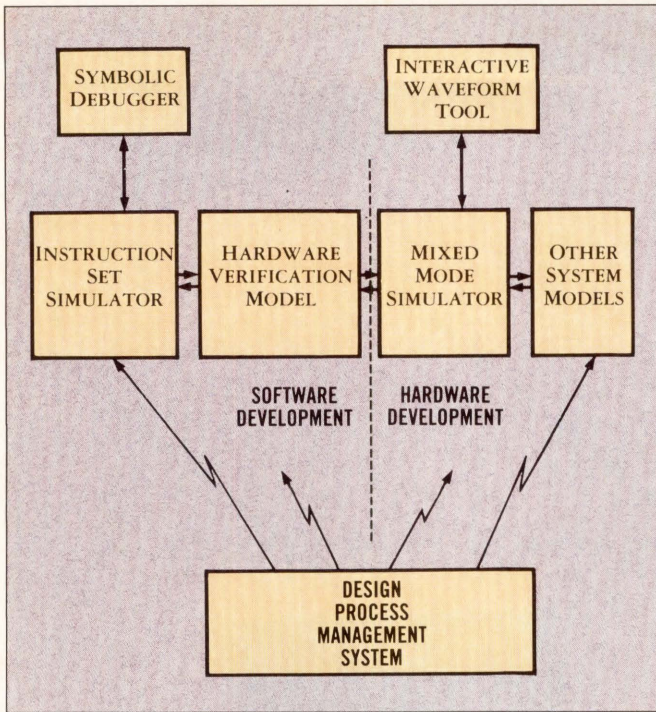 SYMBOLIC
DEBUGGER
INTERACTIVE
WAVEFORM
TOOL
INSTRUCTION
SET
SIMULATOR
HARDWARE
VERIFICATION
MODEL
MIXED
MODE
SIMULATOR
OTHER
SYSTEM
MODELS
SOFTWARE
DEVELOPMENT
HARDWARE
DEVELOPMENT
DESIGN
PROCESS
MANAGEMENT
SYSTEM